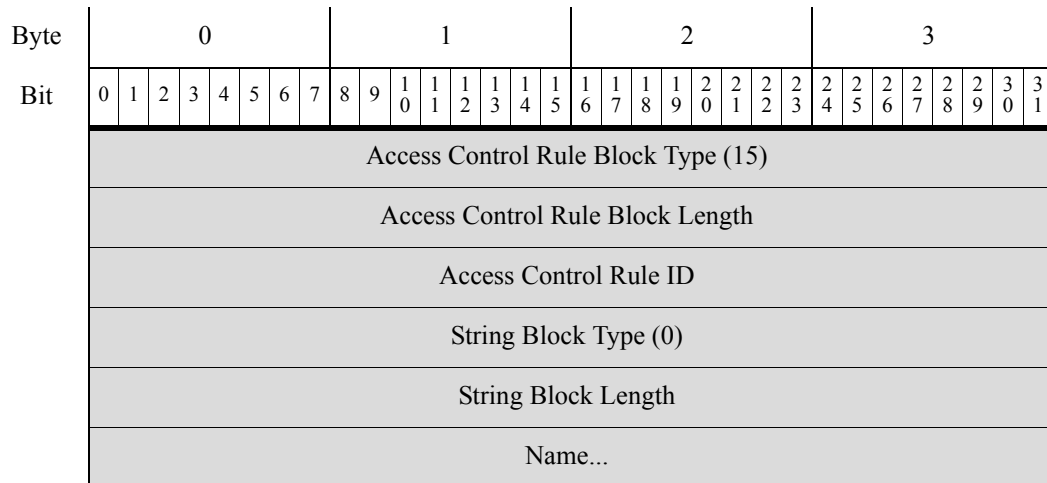 Byte 0 1 2 3
Bit 0 1 2 3 4 5 6 7 8 9 10 11 12 13 14 15 16 17 18 19 20 21 22 23 24 25 26 27 28 29 30 31
Access Control Rule Block Type (15)
Access Control Rule Block Length
Access Control Rule ID
String Block Type (0)
String Block Length
Name...